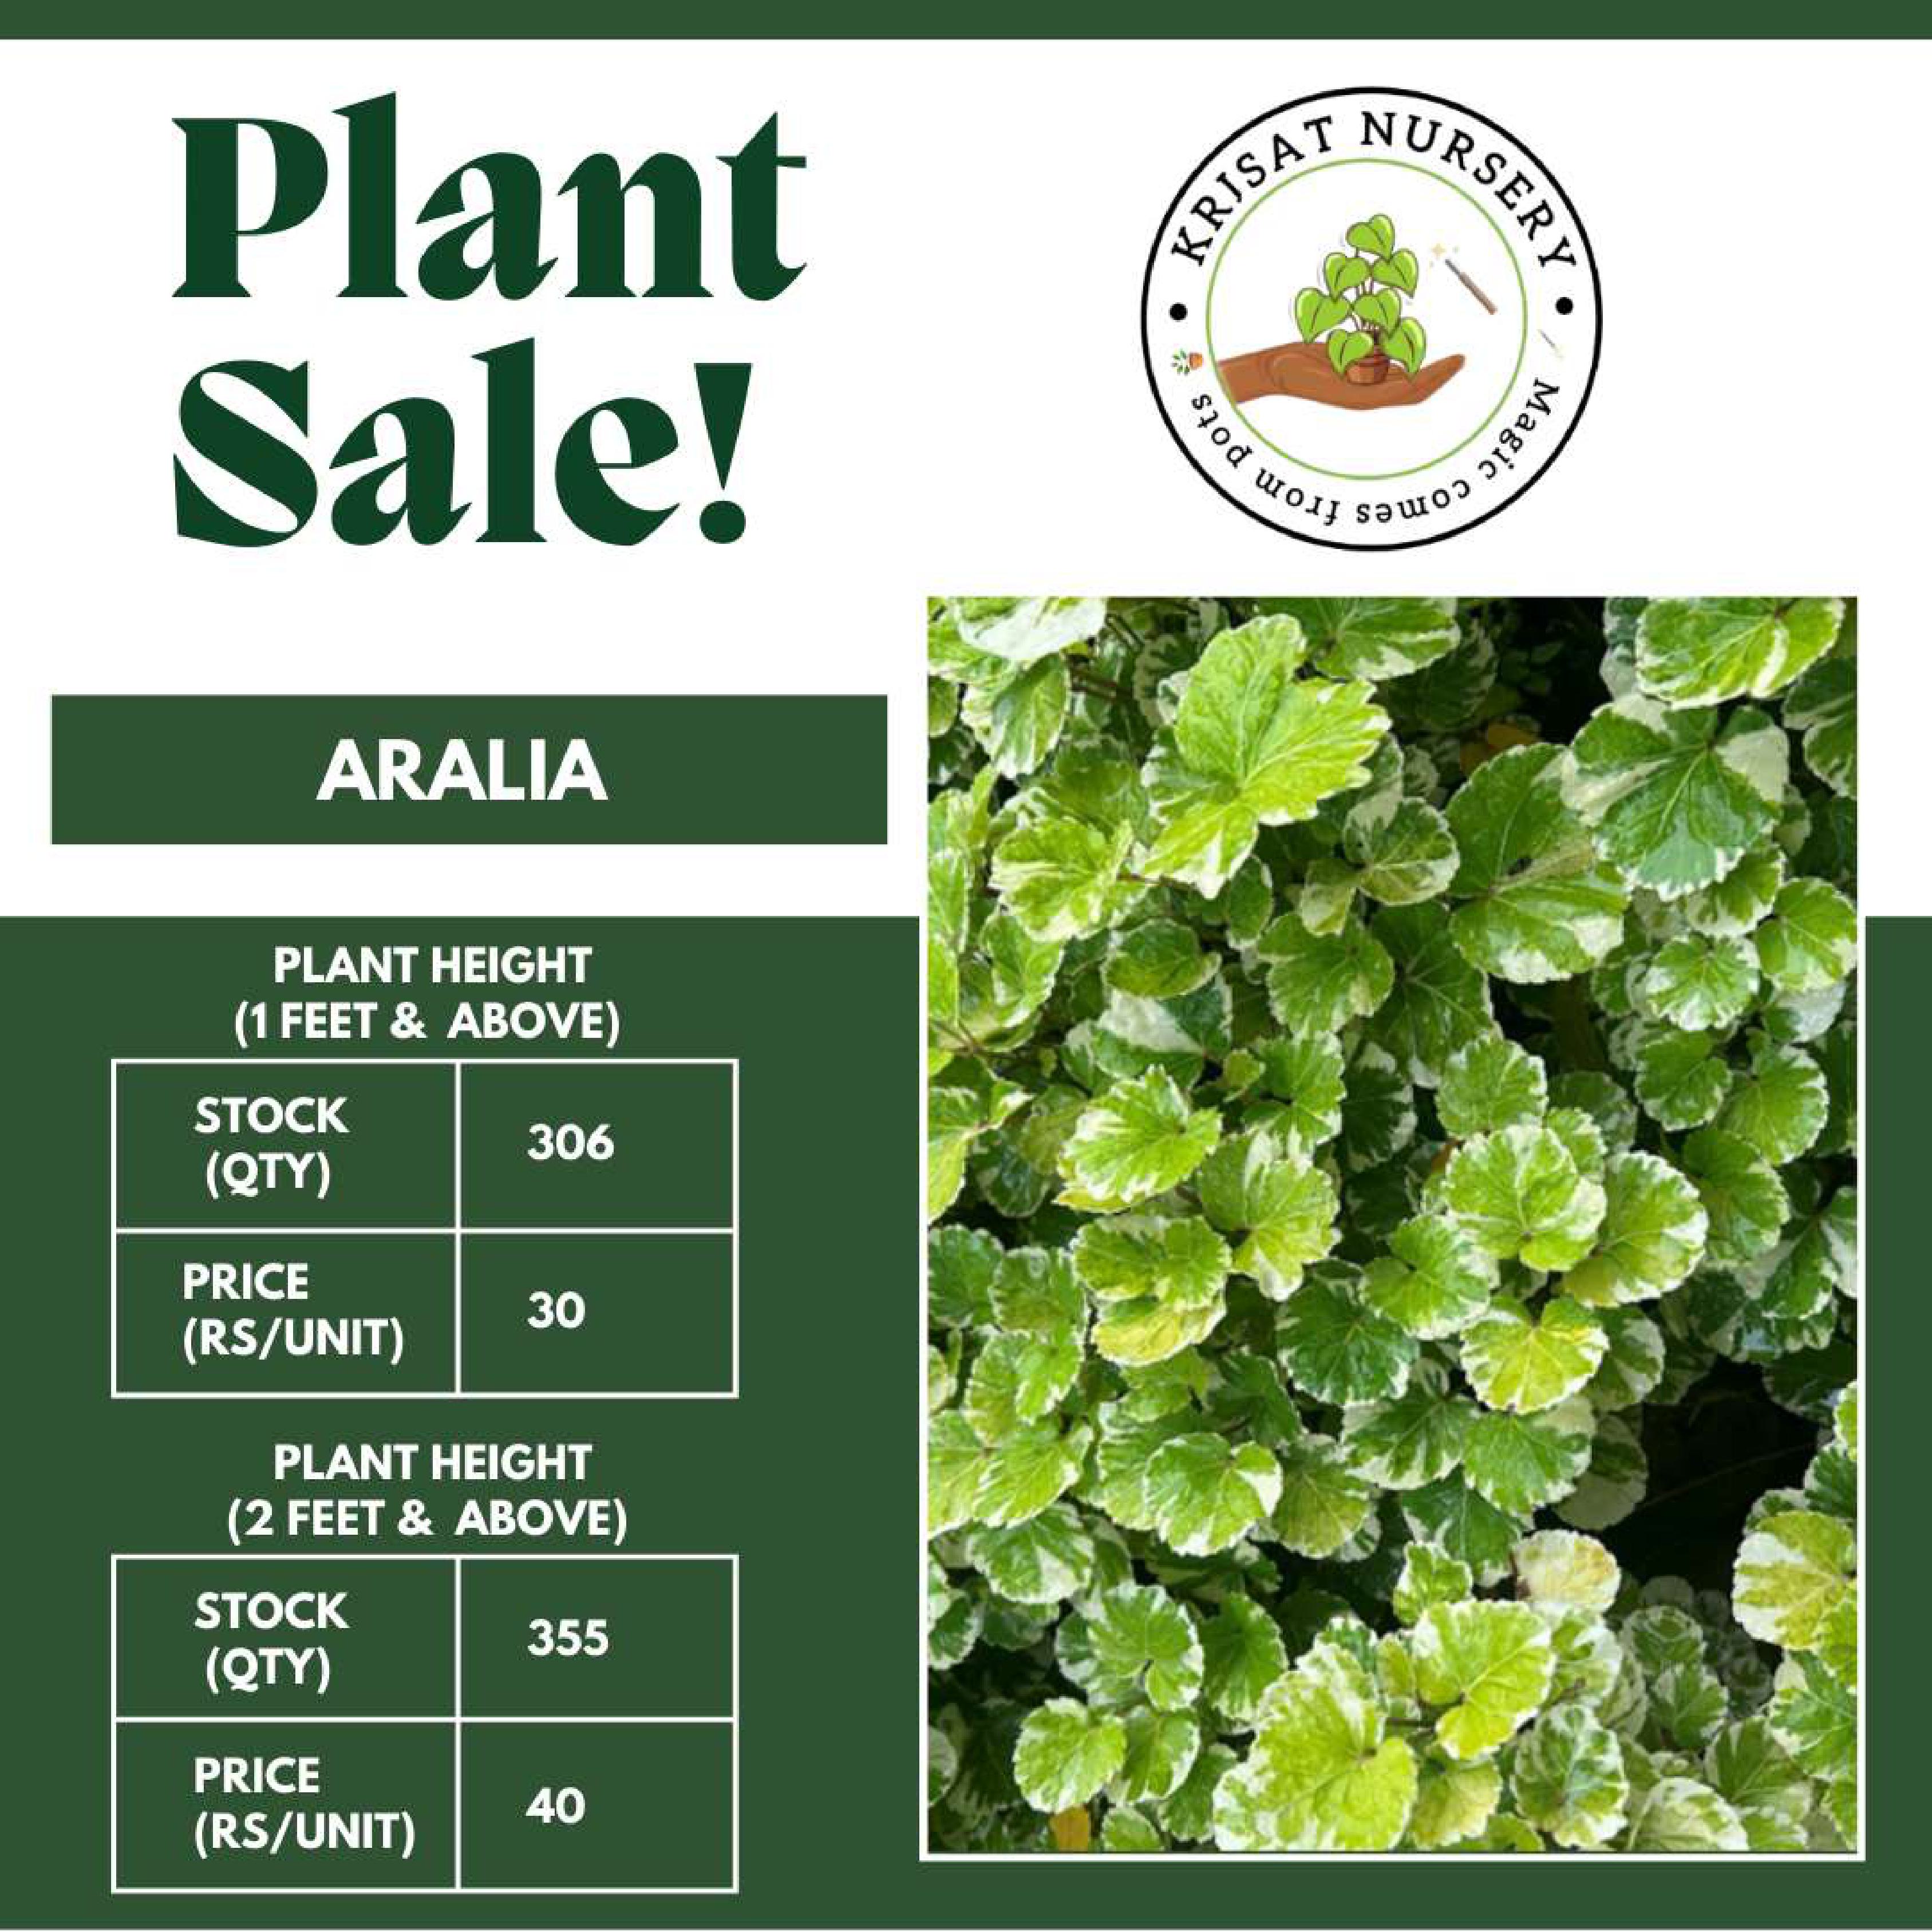 Plant
Sale!
KRISAT NURSERY
Magic comes from pots
ARALIA
PLANT HEIGHT
(1 FEET & ABOVE)
STOCK
(QTY)
306
PRICE
(RS/UNIT)
30
PLANT HEIGHT
(2 FEET & ABOVE)
STOCK
(QTY)
355
PRICE
(RS/UNIT)
40